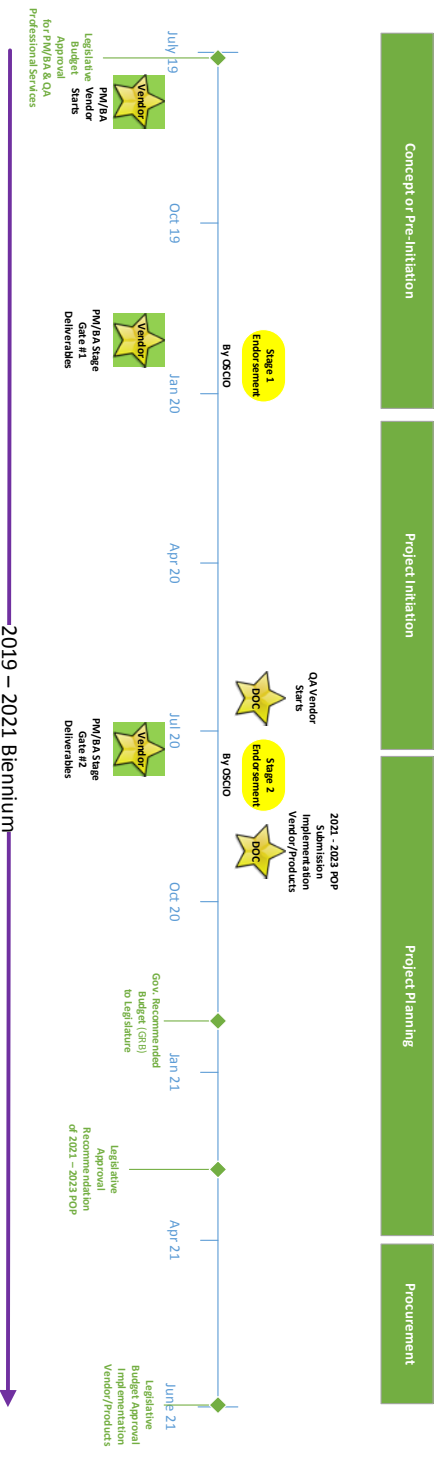 Concept or Pre-Initiation
Project Initiation
Project Planning
Procurement
2021 - 2023 POP
Submission
Implementation
Vendor/Products
QA Vendor
Starts
DOC
DOC
Stage 1
Endorsement
By OSCIO
Stage 2
Endorsement
By OSCIO
July 19
Oct 19
Jan 20
Apr 20
Jul 20
Oct 20
Jan 21
Apr 21
June 21
Legislative
Budget
Approval
for PM/BA & QA
Professional Services
Vendor
PM/BA
Vendor
Starts
Vendor
PM/BA Stage
Gate #1
Deliverables
Vendor
PM/BA Stage
Gate #2
Deliverables
Gov. Recommended
Budget (GRB)
to Legislature
Legislative
Approval
Recommendation
of 2021 – 2023 POP
Legislative
Budget Approval
Implementation
Vendor/Products
2019 – 2021 Biennium